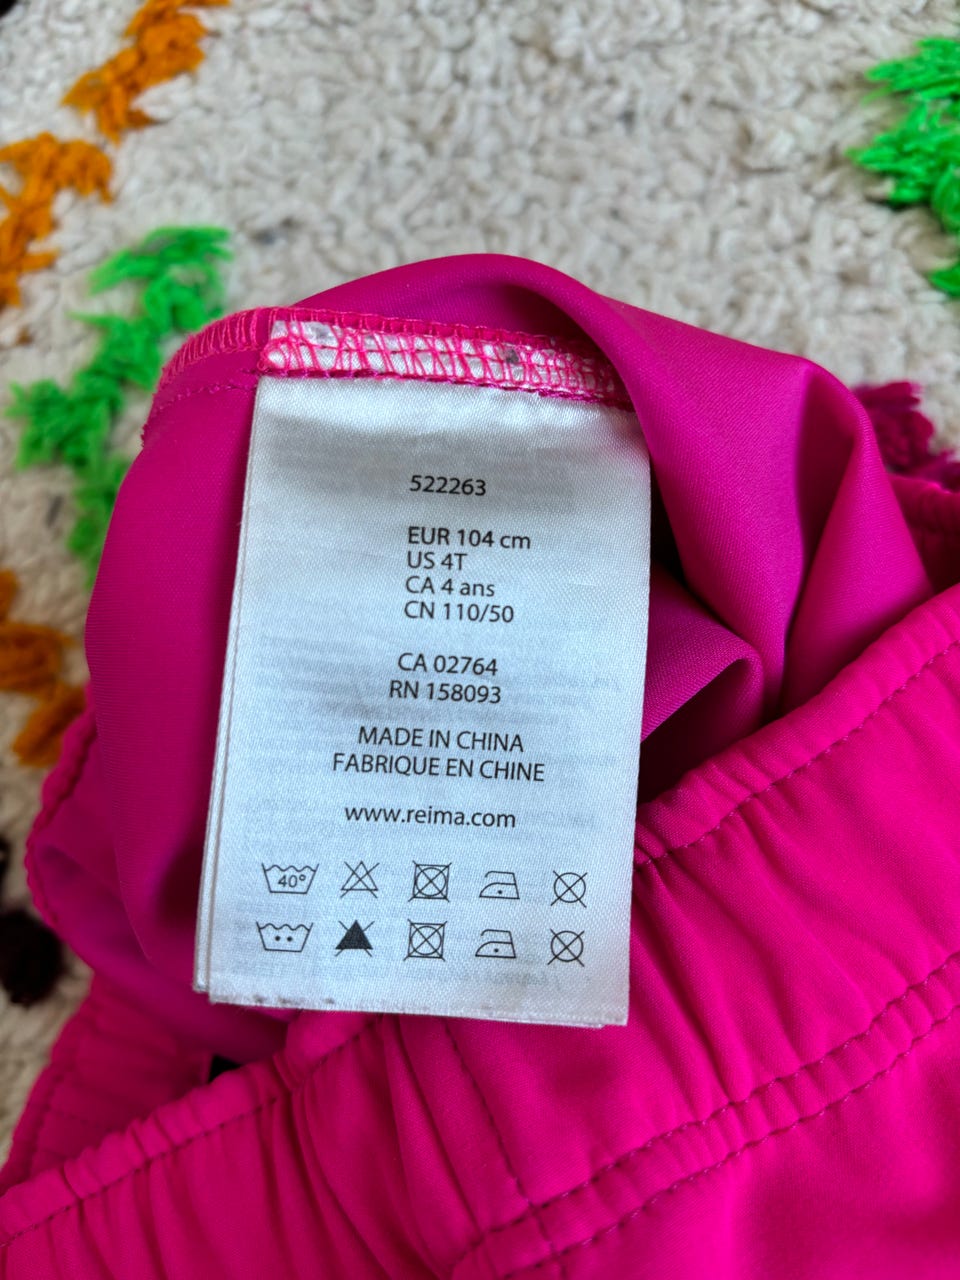 522263
EUR 104 cm
US 4T
CA 4 ans
CN 110/50
CA 02764
RN 158093
MADE IN CHINA
FABRIQUE EN CHINE
www.reima.com
40°